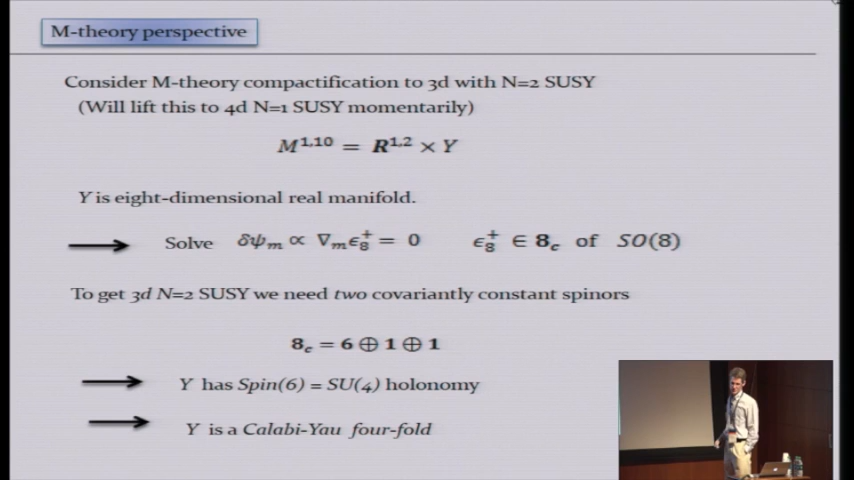 M-theory perspective
Consider M-theory compactification to 3d with N=2 SUSY
(Will lift this to 4d N=1 SUSY momentarily)
M^{1,10} = R^{1,2} × Y
Y is eight-dimensional real manifold.
Solve δψ_m ∝ ∇_m ϵ_8^+ = 0 ϵ_8^+ ∈ 8_c of SO(8)
To get 3d N=2 SUSY we need two covariantly constant spinors
8_c = 6 ⊕ 1 ⊕ 1
Y has Spin(6) = SU(4) holonomy
Y is a Calabi-Yau four-fold